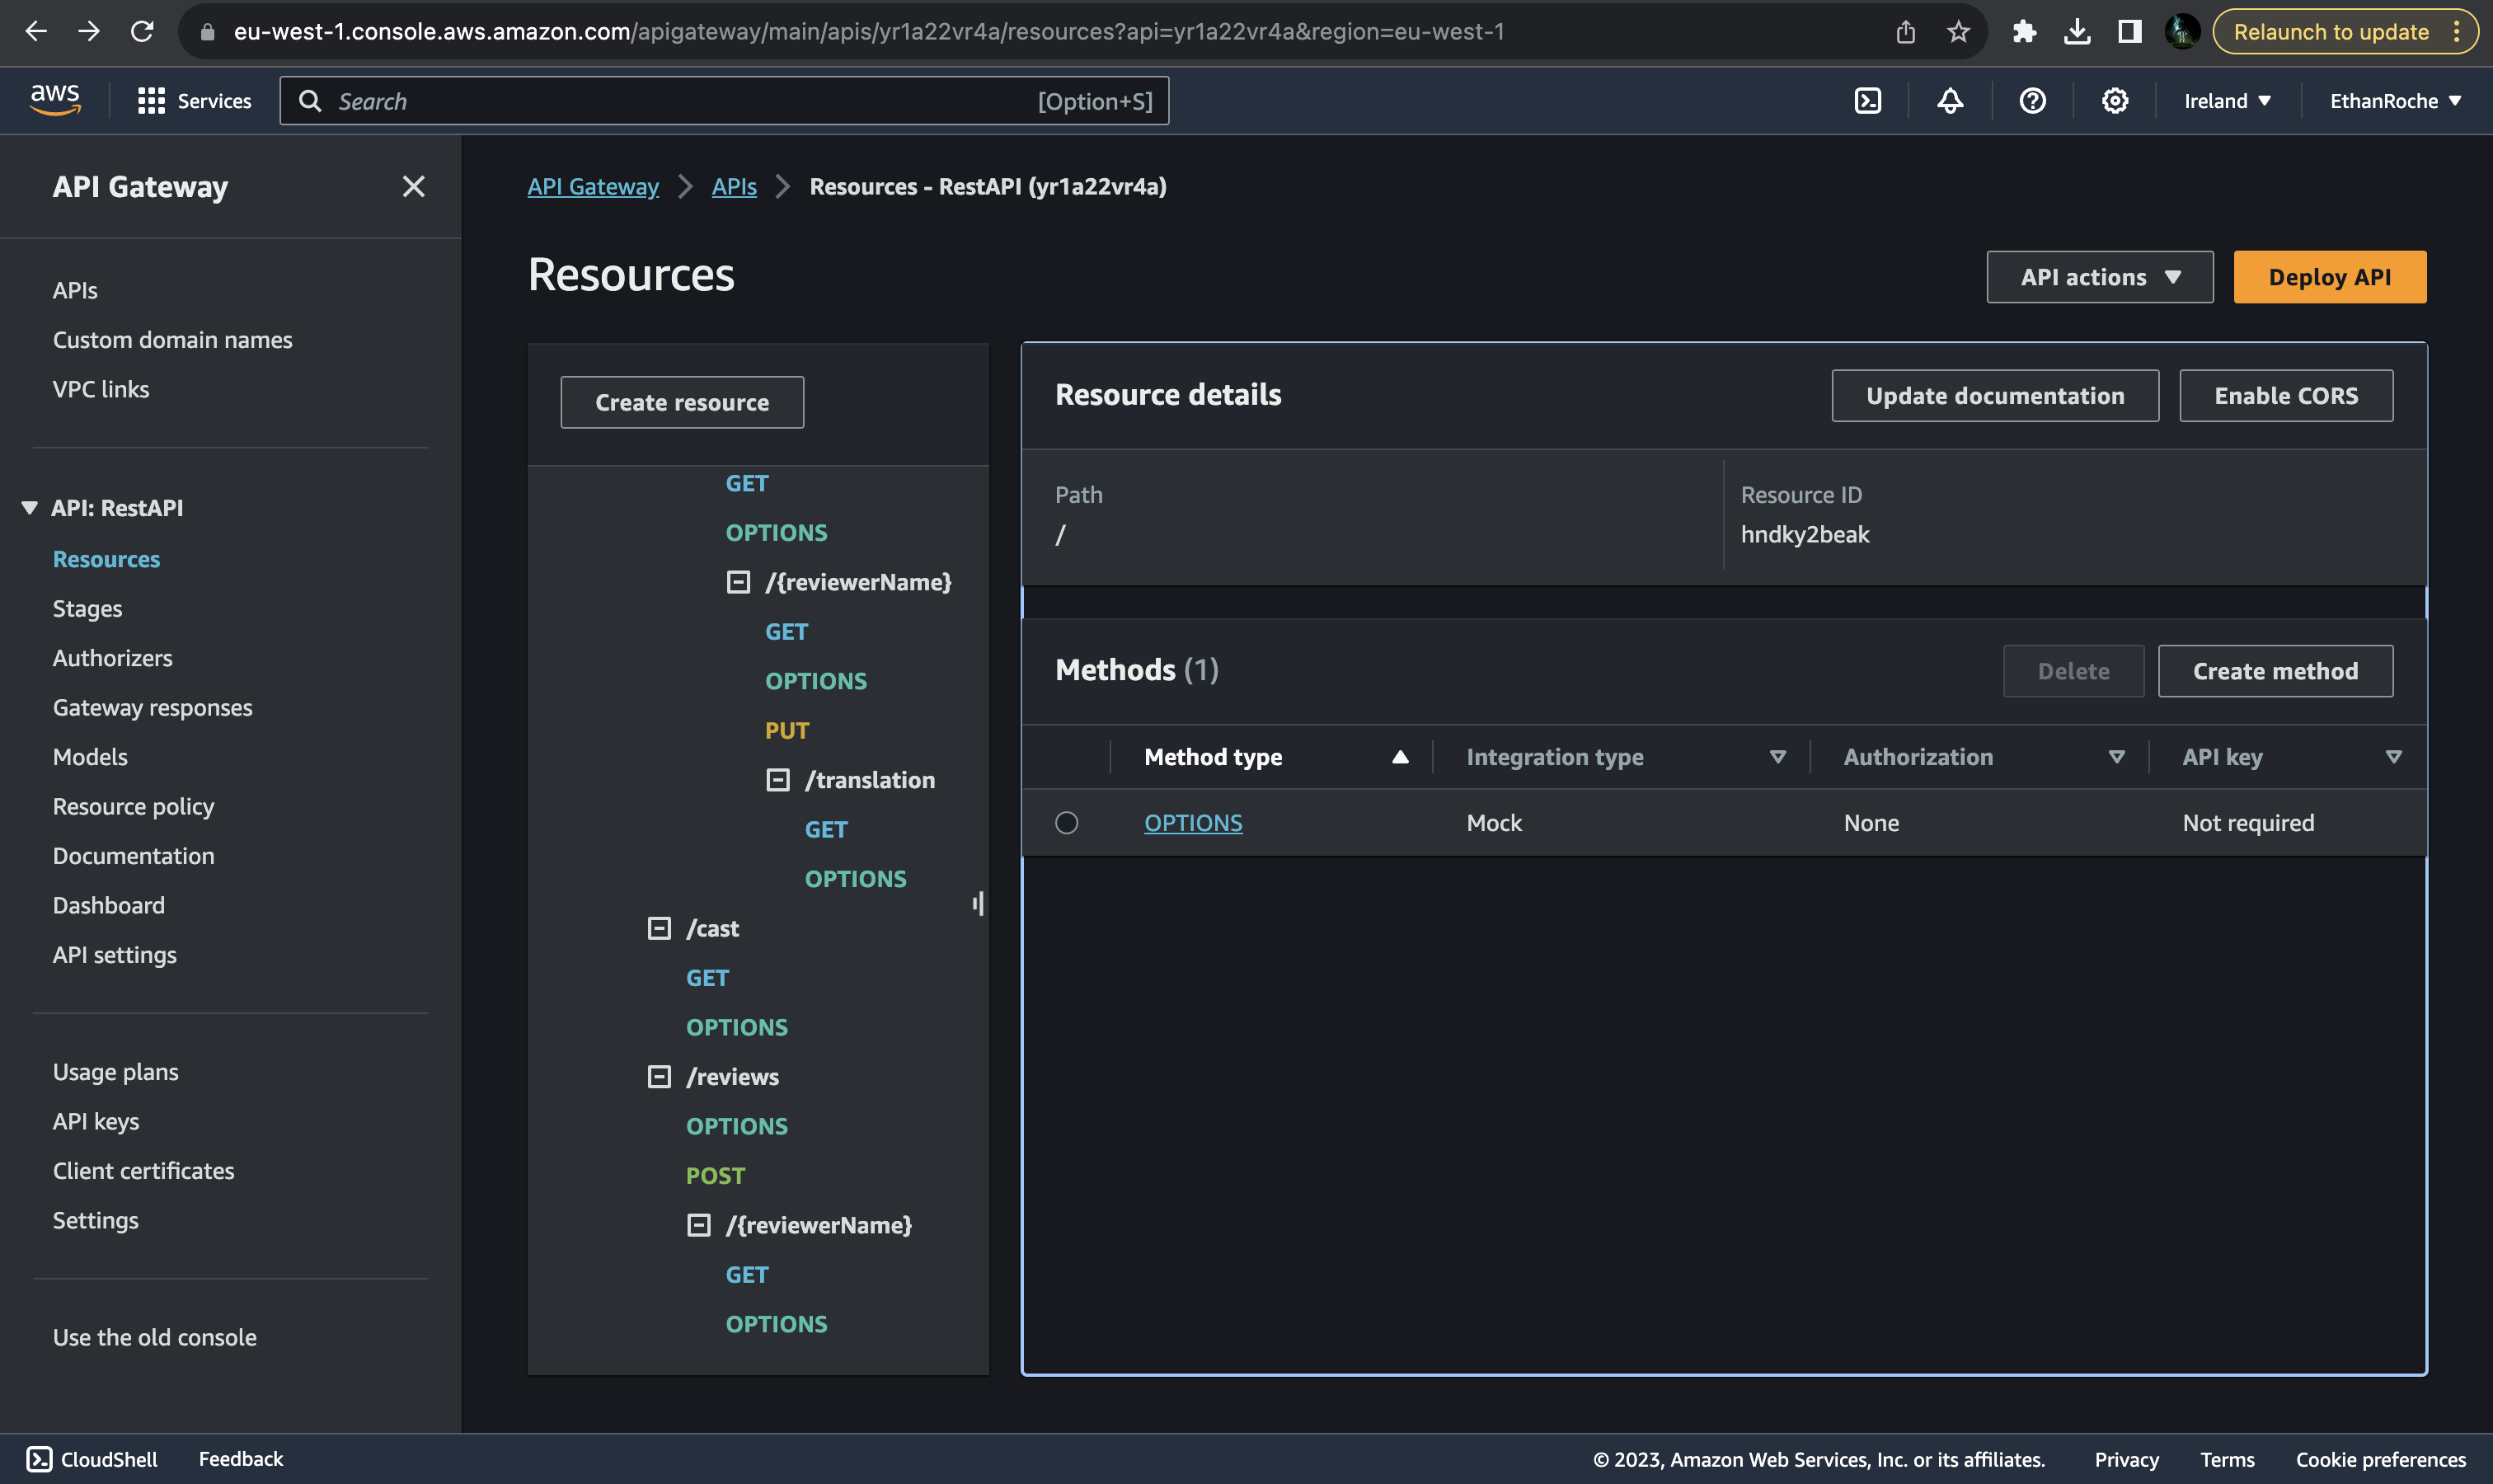 eu-west-1.console.aws.amazon.com/apigateway/main/apis/yr1a22vr4a/resources?api=yr1a22vr4a&region=eu-west-1
Relaunch to update
aws
Services
Search
[Option+S]
Ireland
EthanRoche
API Gateway
APIs
Custom domain names
VPC links
API: RestAPI
Resources
Stages
Authorizers
Gateway responses
Models
Resource policy
Documentation
Dashboard
API settings
Usage plans
API keys
Client certificates
Settings
Use the old console
API Gateway
APIs
Resources - RestAPI (yr1a22vr4a)
Resources
API actions
Deploy API
Create resource
GET
OPTIONS
/{reviewerName}
GET
OPTIONS
PUT
/translation
GET
OPTIONS
/cast
GET
OPTIONS
/reviews
OPTIONS
POST
/{reviewerName}
GET
OPTIONS
Resource details
Update documentation
Enable CORS
Path
/
Resource ID
hndky2beak
Methods (1)
Delete
Create method
Method type
Integration type
Authorization
API key
OPTIONS
Mock
None
Not required
CloudShell
Feedback
© 2023, Amazon Web Services, Inc. or its affiliates.
Privacy
Terms
Cookie preferences